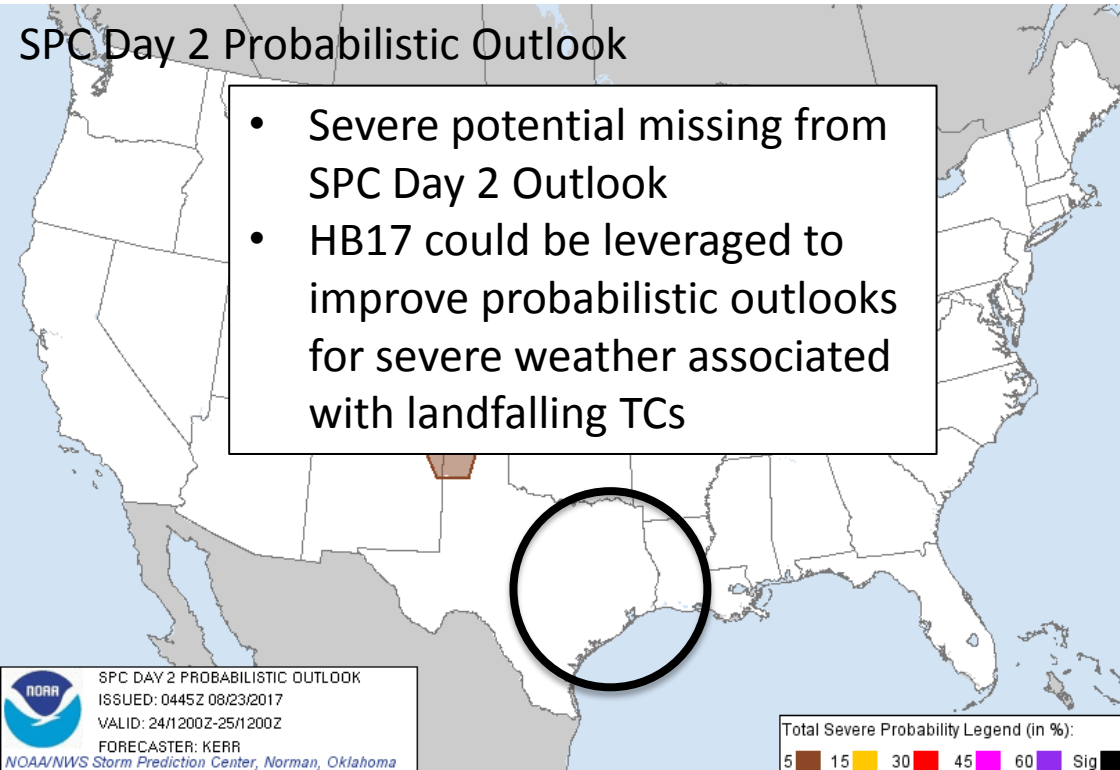 SPC Day 2 Probabilistic Outlook
• Severe potential missing from
SPC Day 2 Outlook
• HB17 could be leveraged to
improve probabilistic outlooks
for severe weather associated
with landfalling TCs
NOAA
SPC DAY 2 PROBABILISTIC OUTLOOK
ISSUED: 0445Z 08/23/2017
VALID: 24/1200Z-25/1200Z
FORECASTER: KERR
NOAA/NWS Storm Prediction Center, Norman, Oklahoma
Total Severe Probability Legend (in %):
5 15 30 45 60 Sig